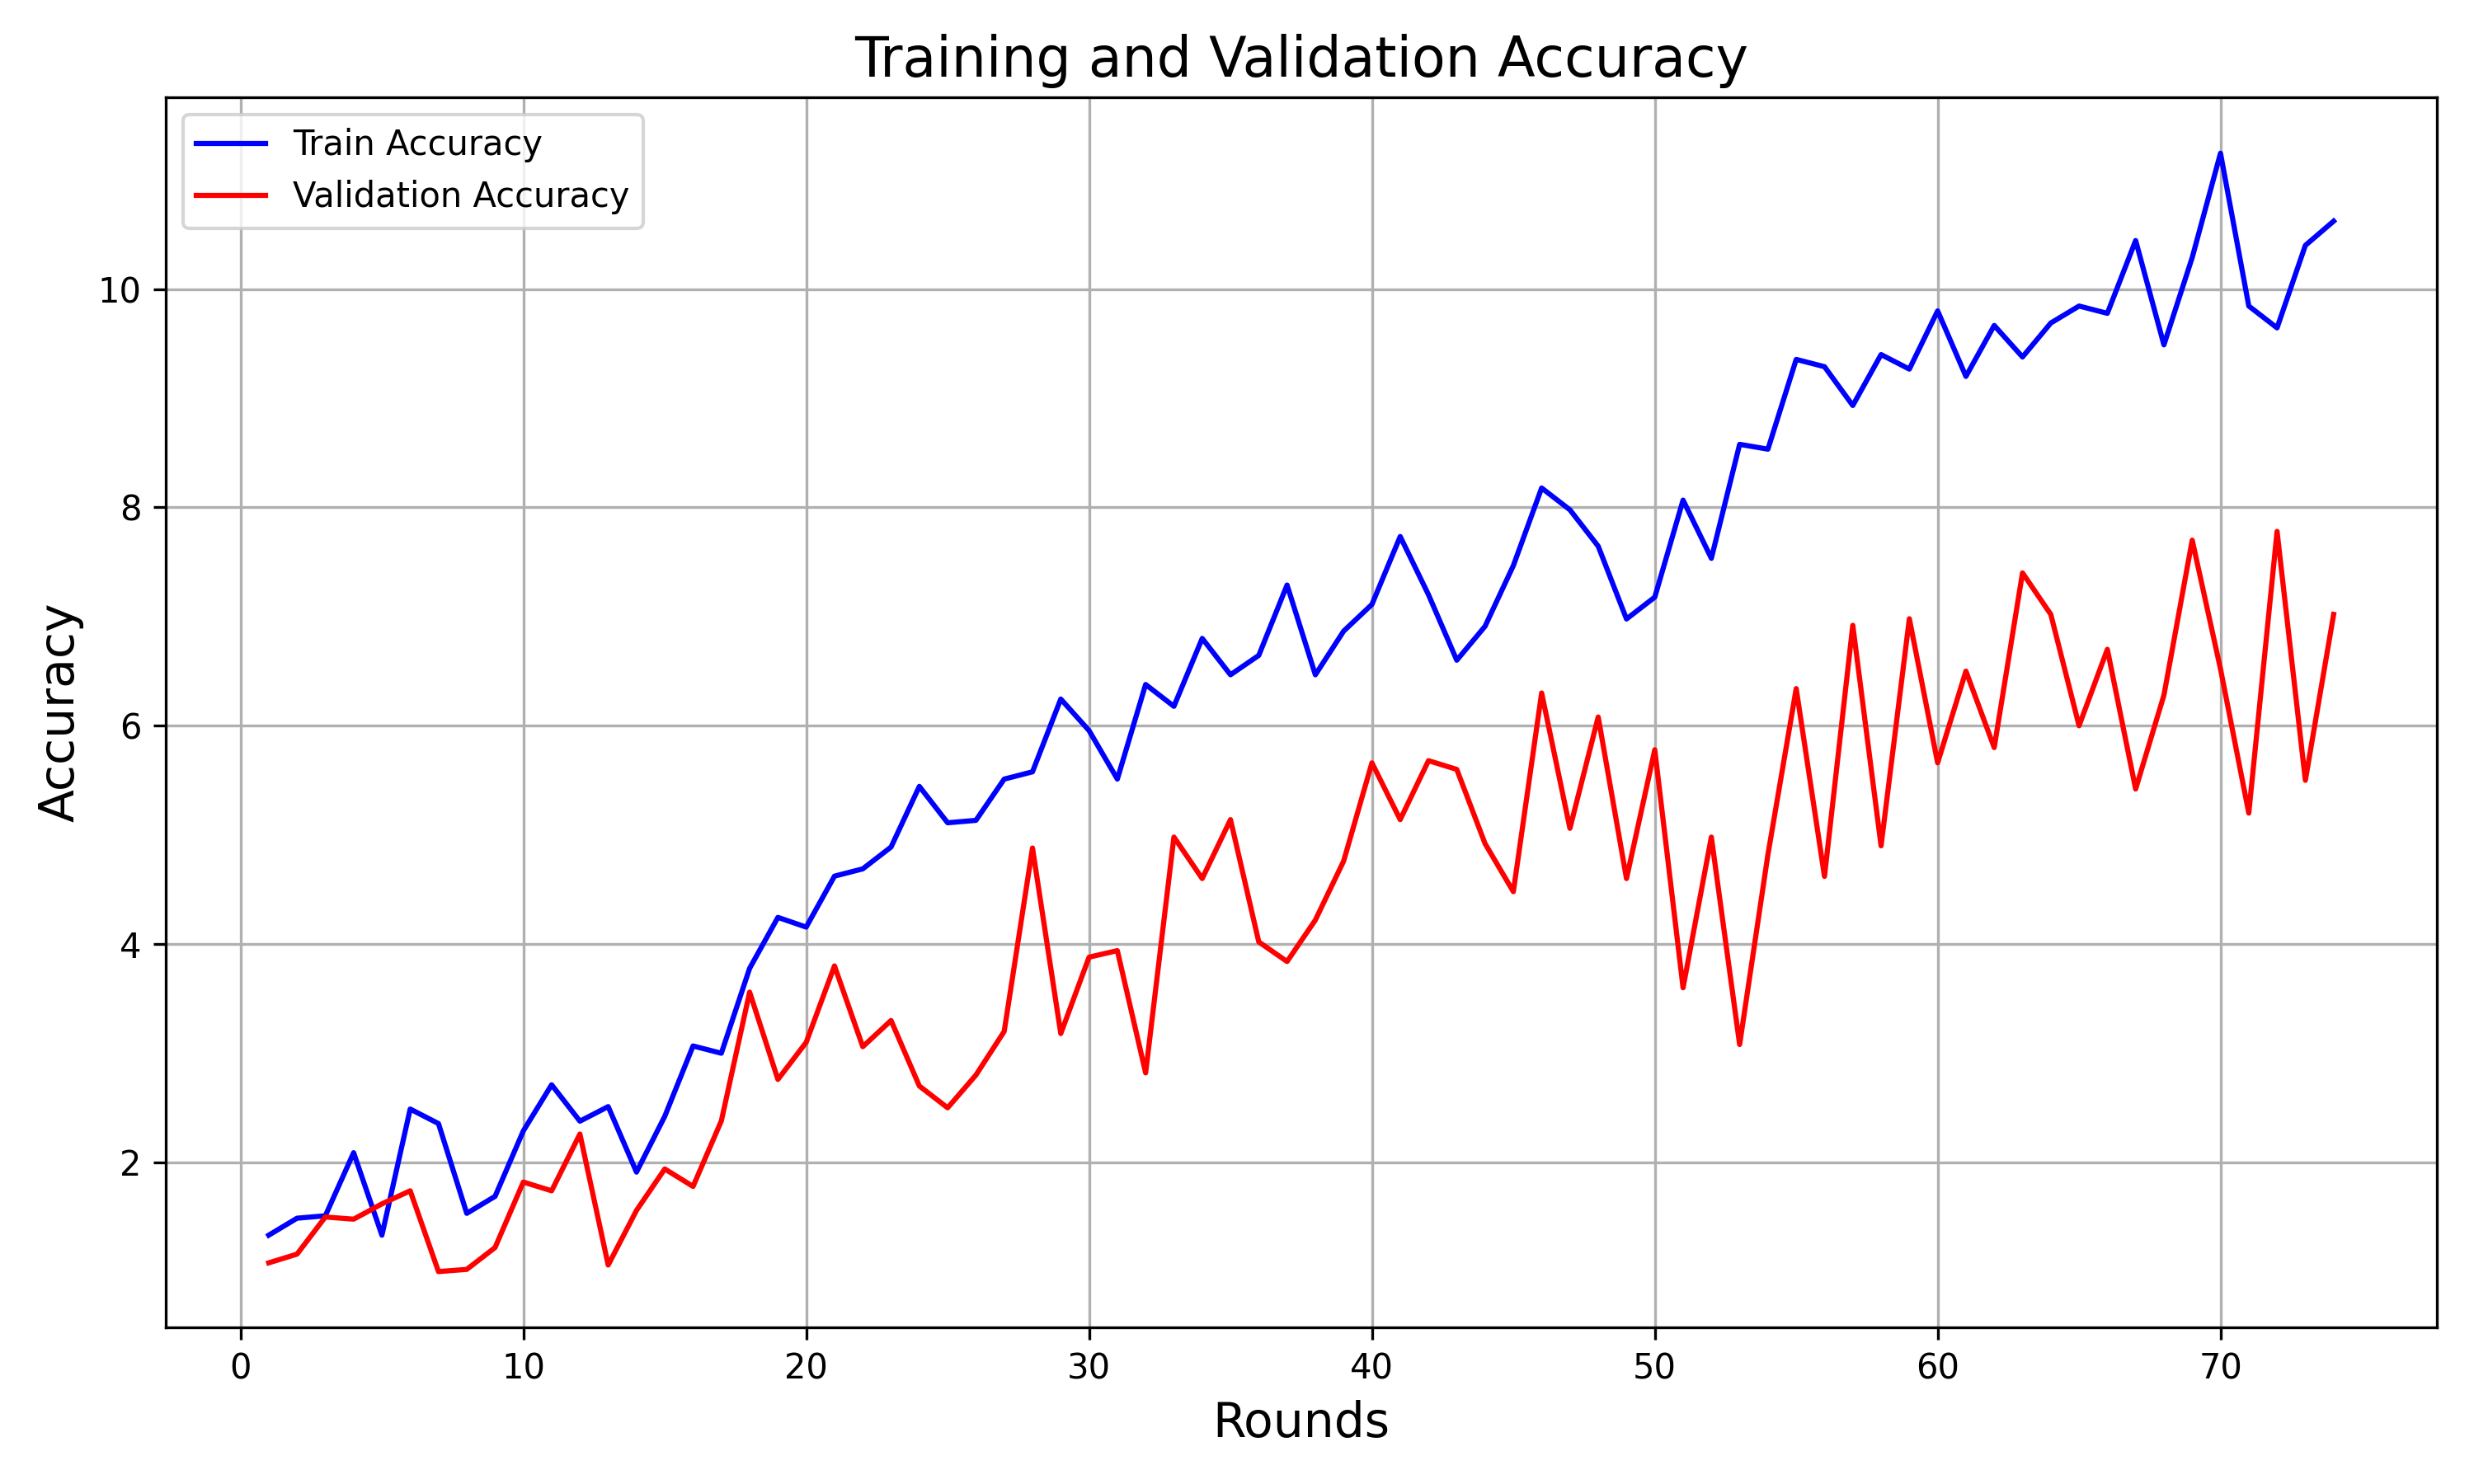 Training and Validation Accuracy
Train Accuracy
Validation Accuracy
Accuracy
10
8
6
4
2
0 10 20 30 40 50 60 70
Rounds